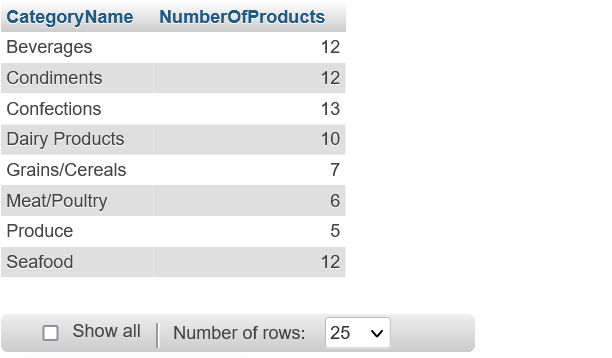 CategoryName NumberOfProducts
Beverages 12
Condiments 12
Confections 13
Dairy Products 10
Grains/Cereals 7
Meat/Poultry 6
Produce 5
Seafood 12
Show all Number of rows: 25